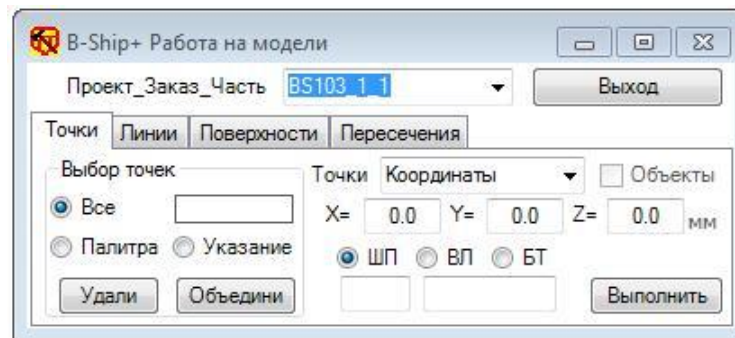 B-Ship+ Работа на модели
Проект_Заказ_Часть BS103_1_1 Выход
Точки Линии Поверхности Пересечения
Выбор точек Точки Координаты Объекты
Все X= 0.0 Y= 0.0 Z= 0.0 мм
Палитра Указание ШП ВЛ БТ
Удали Объедини Выполнить